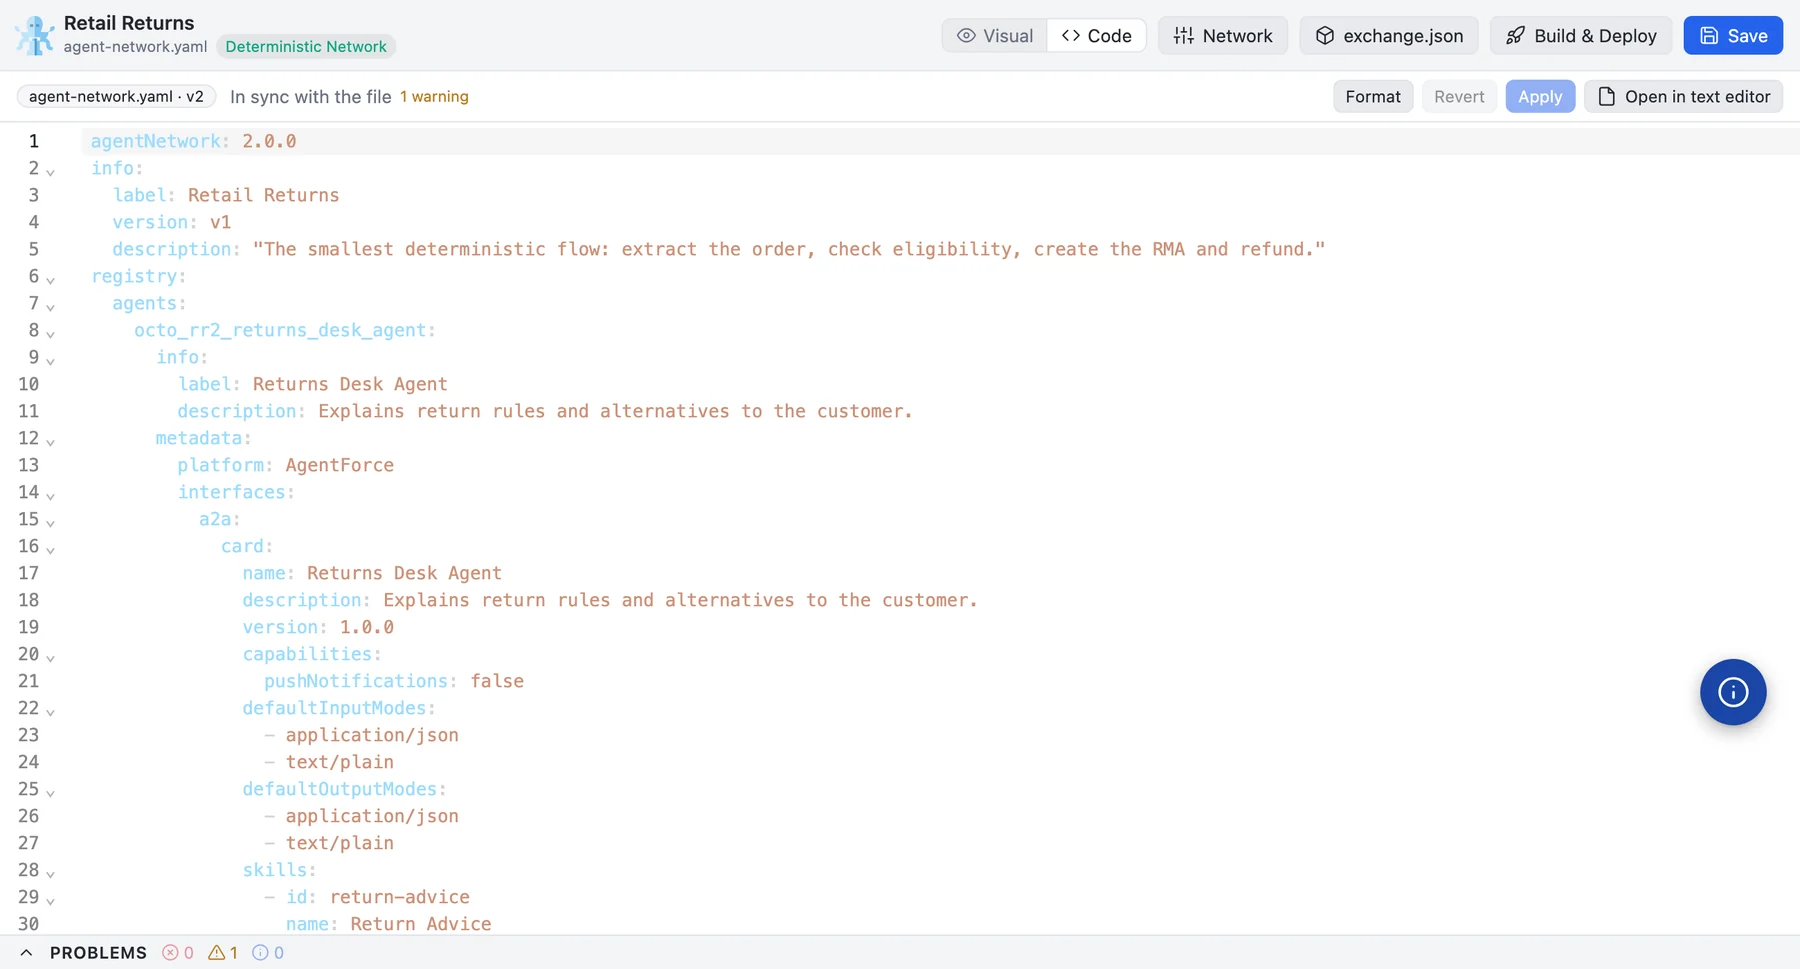 Retail Returns
agent-network.yaml Deterministic Network
Visual Code Network exchange.json Build & Deploy Save
agent-network.yaml · v2 In sync with the file 1 warning Format Revert Apply Open in text editor
1 agentNetwork: 2.0.0
2 info:
3 label: Retail Returns
4 version: v1
5 description: "The smallest deterministic flow: extract the order, check eligibility, create the RMA and refund."
6 registry:
7 agents:
8 octo_rr2_returns_desk_agent:
9 info:
10 label: Returns Desk Agent
11 description: Explains return rules and alternatives to the customer.
12 metadata:
13 platform: AgentForce
14 interfaces:
15 a2a:
16 card:
17 name: Returns Desk Agent
18 description: Explains return rules and alternatives to the customer.
19 version: 1.0.0
20 capabilities:
21 pushNotifications: false
22 defaultInputModes:
23 - application/json
24 - text/plain
25 defaultOutputModes:
26 - application/json
27 - text/plain
28 skills:
29 - id: return-advice
30 name: Return Advice
PROBLEMS 0 1 0